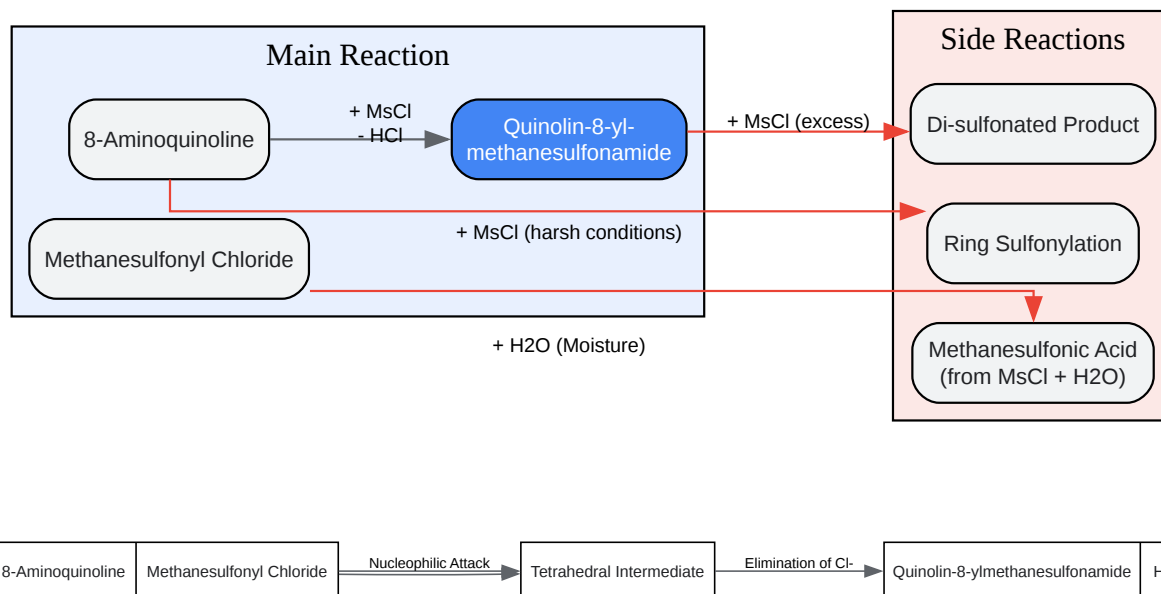 Main Reaction
Side Reactions
8-Aminoquinoline
+ MsCl
- HCl
Quinolin-8-yl-
methanesulfonamide
+ MsCl (excess)
Di-sulfonated Product
+ MsCl (harsh conditions)
Ring Sulfonylation
Methanesulfonyl Chloride
+ H2O (Moisture)
Methanesulfonic Acid
(from MsCl + H2O)
8-Aminoquinoline
Methanesulfonyl Chloride
Nucleophilic Attack
Tetrahedral Intermediate
Elimination of Cl-
Quinolin-8-ylmethanesulfonamide